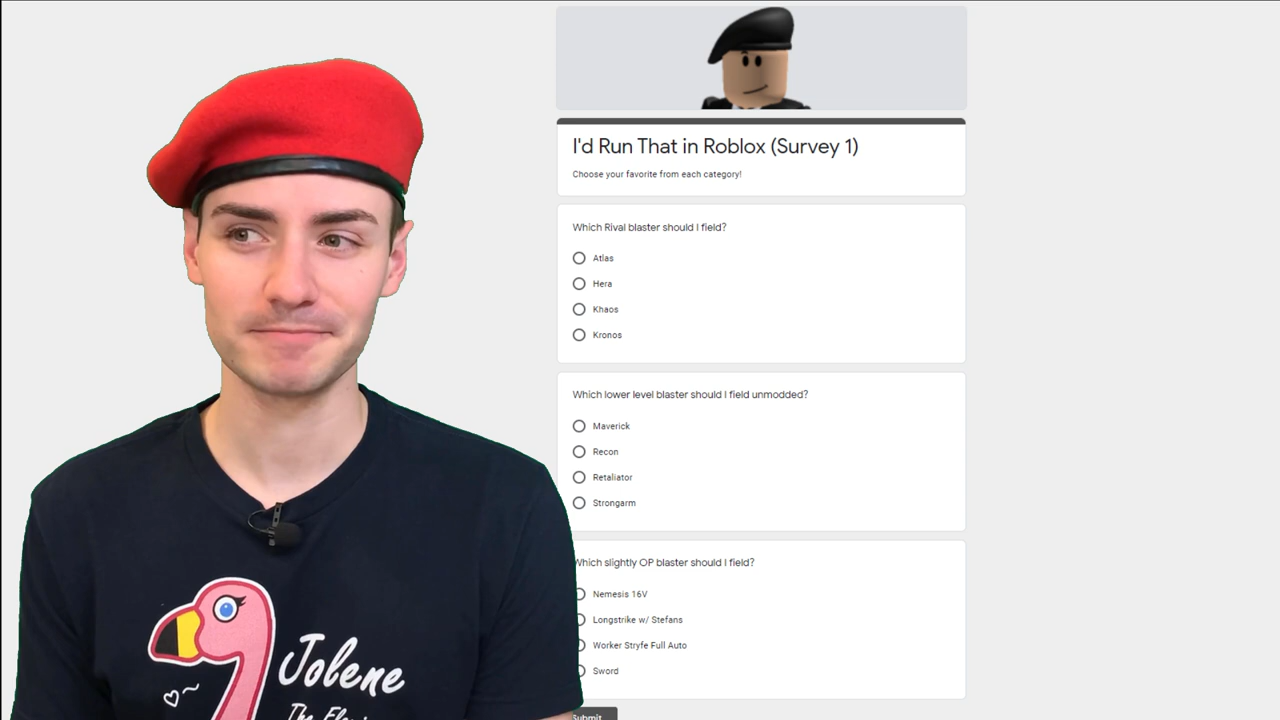 I'd Run That in Roblox (Survey 1)
Choose your favorite from each category!
Which Rival blaster should I field?
Atlas
Hera
Khaos
Kronos
Which lower level blaster should I field unmodded?
Maverick
Recon
Retaliator
Strongarm
Which slightly OP blaster should I field?
Nemesis 16V
Longstrike w/ Stefans
Worker Stryfe Full Auto
Sword
Submit
Jolene
The